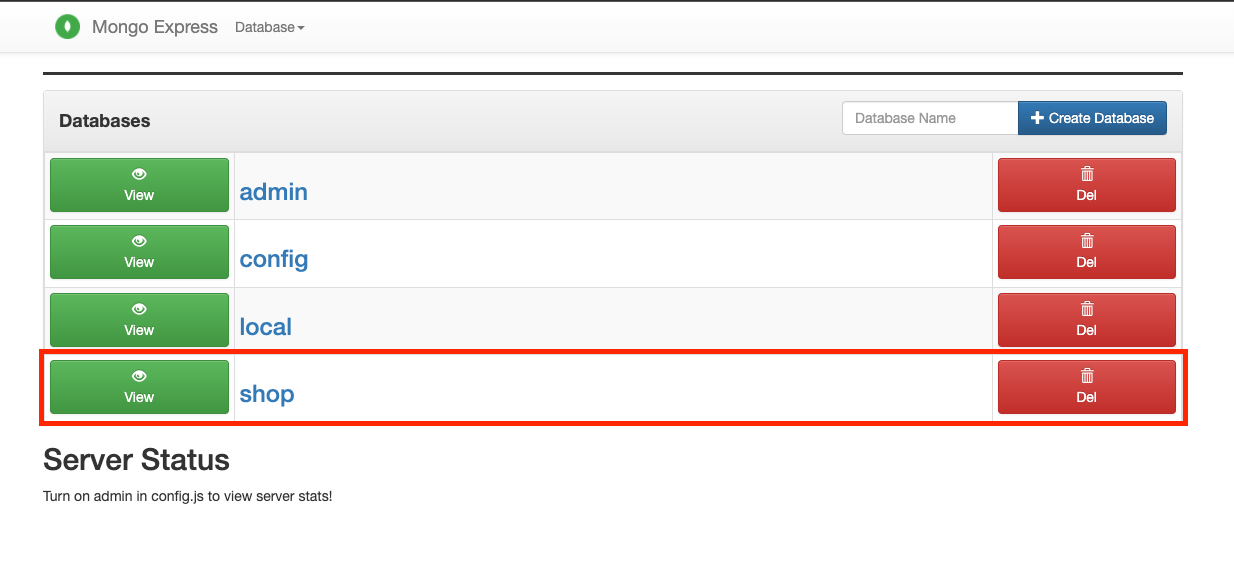 Mongo Express Database
Databases Database Name Create Database
View admin Del
View config Del
View local Del
View shop Del
Server Status
Turn on admin in config.js to view server stats!